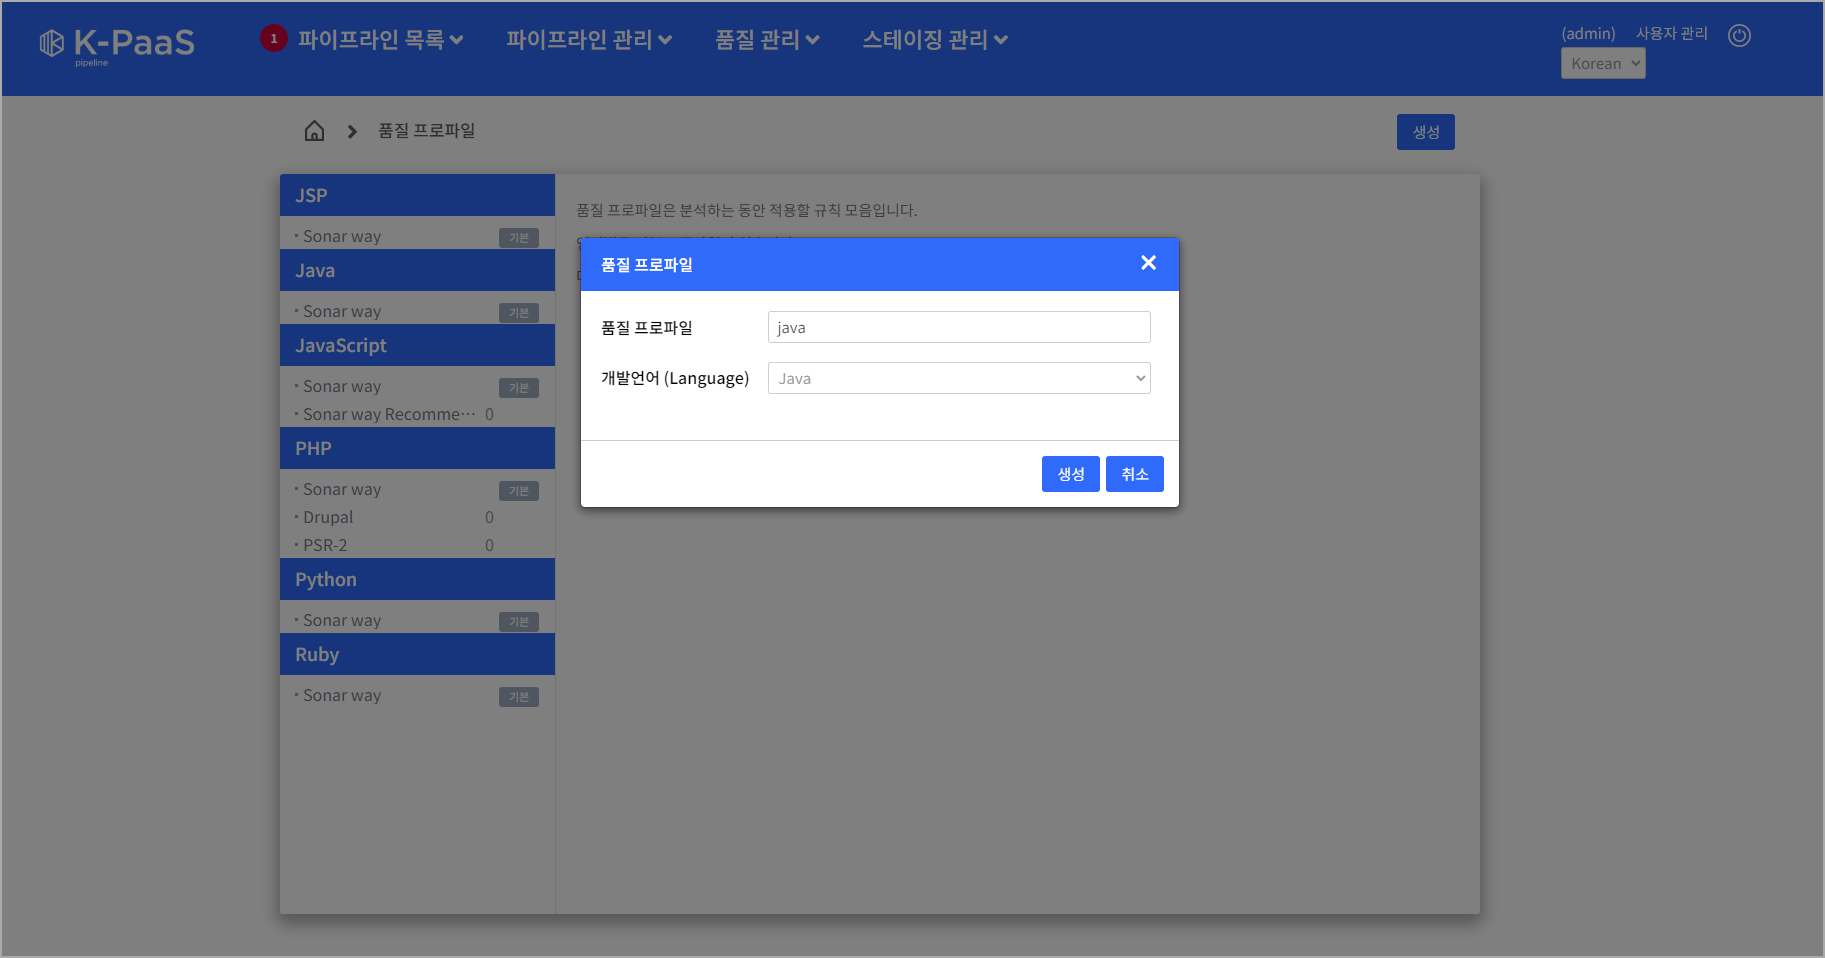 K-PaaS
pipeline
1 파이프라인 목록
파이프라인 관리
품질 관리
스테이징 관리
(admin)
사용자 관리
Korean
품질 프로파일
생성
JSP
· Sonar way 기본
Java
· Sonar way 기본
JavaScript
· Sonar way 기본
· Sonar way Recomme··· 0
PHP
· Sonar way 기본
· Drupal 0
· PSR-2 0
Python
· Sonar way 기본
Ruby
· Sonar way 기본
품질 프로파일은 분석하는 동안 적용할 규칙 모음입니다.
품질 프로파일
품질 프로파일 java
개발언어 (Language) Java
생성 취소